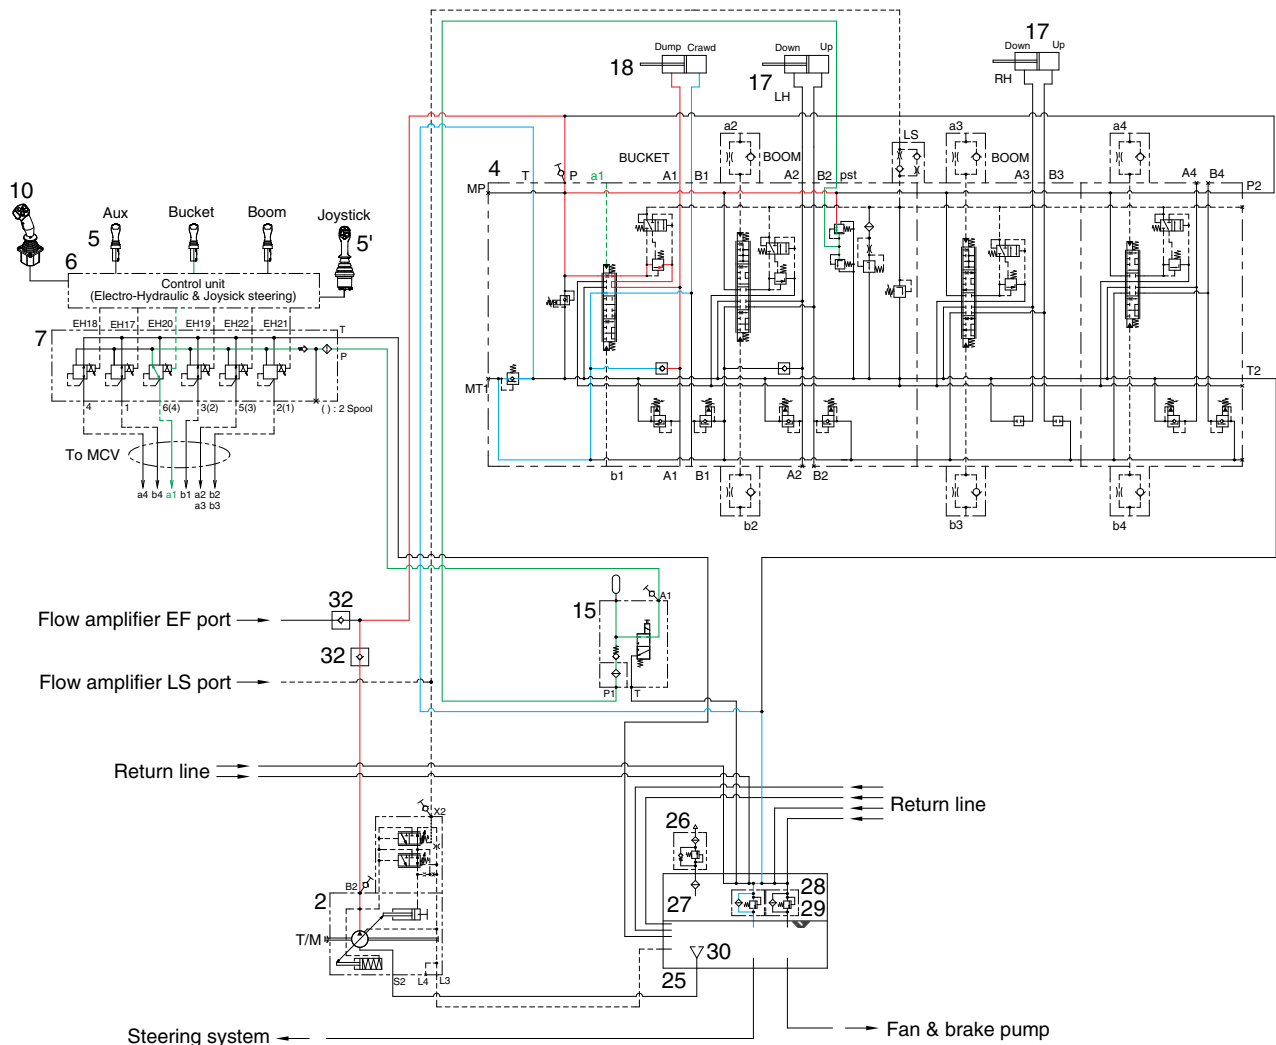 Dump Crawd
18
Down Up
17
LH
17
Down Up
RH
4
T
P
a1
BUCKET
A1
B1
a2
BOOM
A2
B2
pst
LS
a3
BOOM
A3
B3
a4
A4
B4
MP
P2
10
Aux
Bucket
Boom
Joystick
5
5'
6
Control unit
(Electro-Hydraulic & Joysick steering)
7
EH18
EH17
EH20
EH19
EH22
EH21
T
P
4
1
6(4)
3(2)
5(3)
2(1)
( ) : 2 Spool
To MCV
a4
b4
a1
b1
a2
a3
b2
b3
MT1
T2
b1
A1
B1
A2
B2
b2
b3
b4
Flow amplifier EF port
32
32
Flow amplifier LS port
15
A1
P1
T
Return line
Return line
X2
B2
2
T/M
S2
L4
L3
26
27
28
29
30
25
Steering system
Fan & brake pump